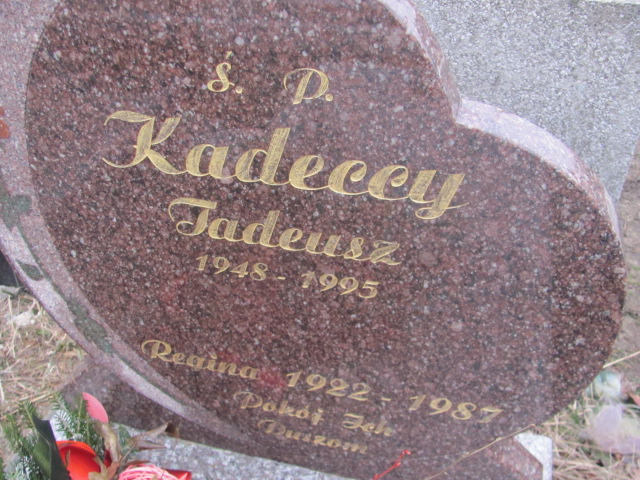 Ś. P.
Kadeccy
Tadeusz
1948 - 1995
Regina 1922 - 1987
Pokój Ich
Duszom